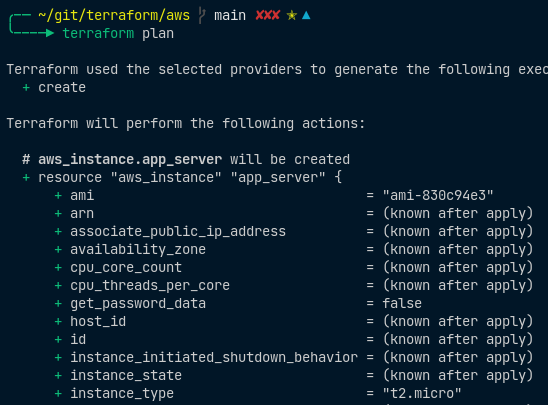 ~/git/terraform/aws main ✘✘✘ ★ ▲
terraform plan
Terraform used the selected providers to generate the following exec
+ create
Terraform will perform the following actions:
# aws_instance.app_server will be created
+ resource "aws_instance" "app_server" {
+ ami = "ami-830c94e3"
+ arn = (known after apply)
+ associate_public_ip_address = (known after apply)
+ availability_zone = (known after apply)
+ cpu_core_count = (known after apply)
+ cpu_threads_per_core = (known after apply)
+ get_password_data = false
+ host_id = (known after apply)
+ id = (known after apply)
+ instance_initiated_shutdown_behavior = (known after apply)
+ instance_state = (known after apply)
+ instance_type = "t2.micro"